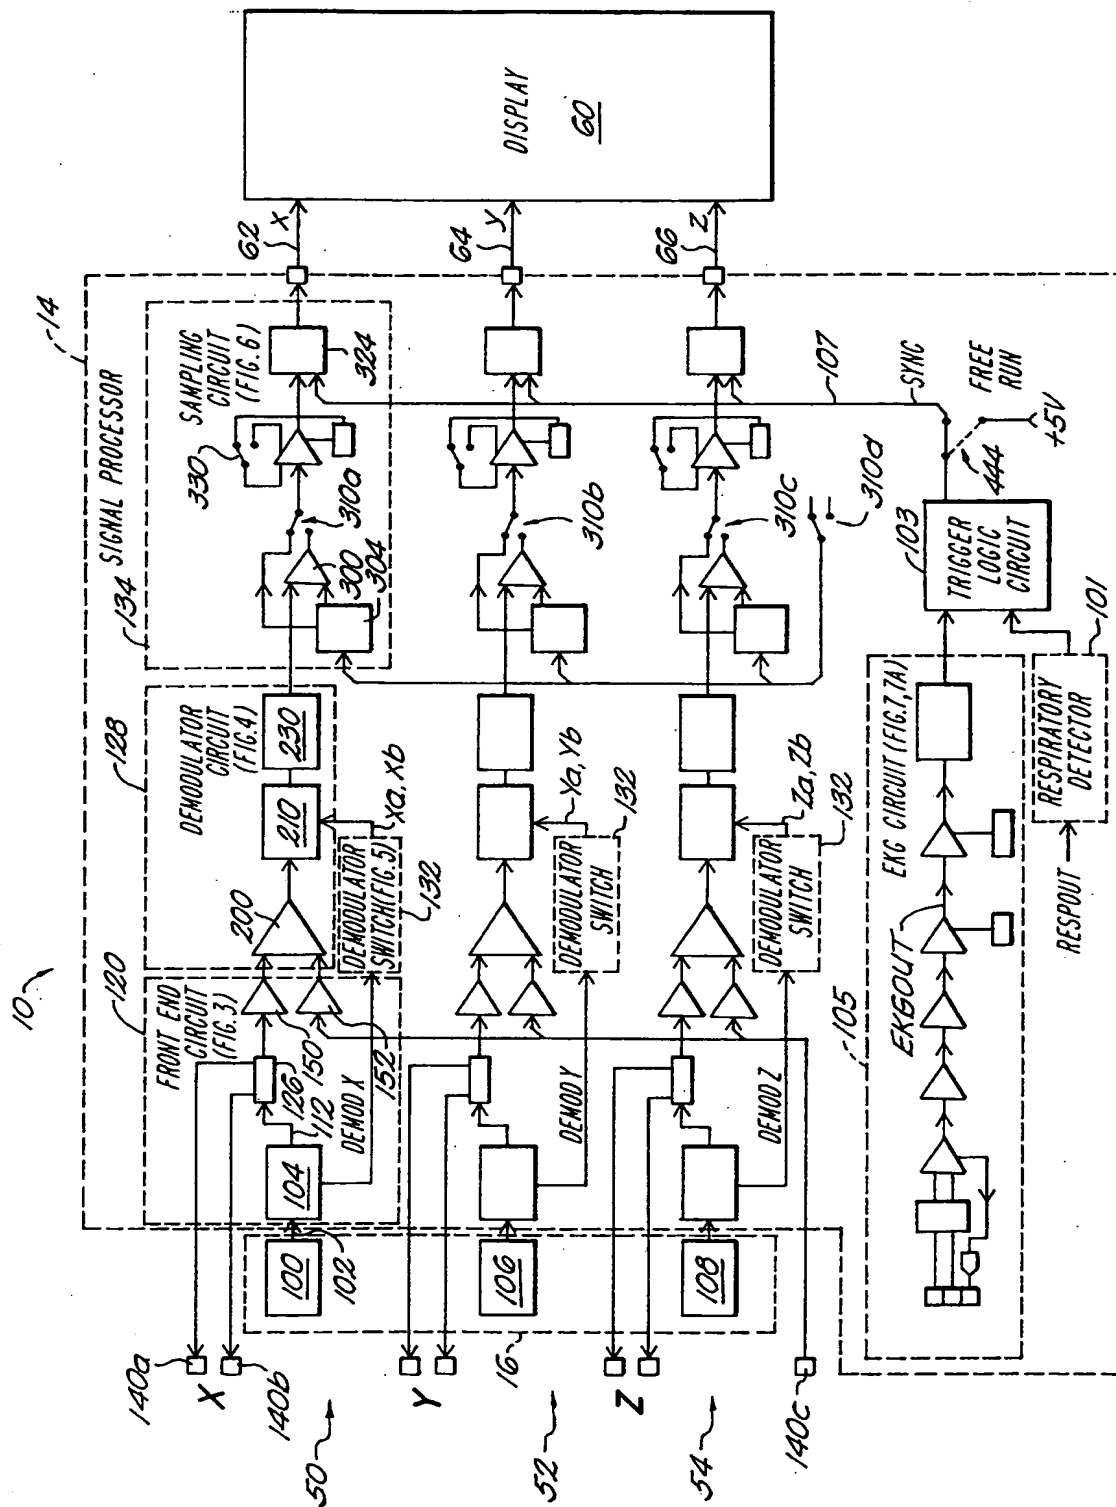 10
14
SIGNAL PROCESSOR
120
FRONT END
CIRCUIT
(FIG.3)
128
DEMODULATOR
CIRCUIT
(FIG.4)
134
SAMPLING
CIRCUIT
(FIG.6)
140a
X
140b
50
100
102
104
112
126
150
152
DEMOD X
200
210
230
DEMODULATOR
SWITCH(FIG.5)
132
Xa, Xb
300
304
310a
330
324
62
X
DISPLAY
60
Y
16
52
106
DEMOD Y
DEMODULATOR
SWITCH
132
Ya, Yb
310b
64
Y
Z
54
140c
108
DEMOD Z
DEMODULATOR
SWITCH
132
Za, Zb
310c
310d
66
Z
107
SYNC
FREE
RUN
+5V
444
103
TRIGGER
LOGIC
CIRCUIT
105
EKGOUT
EKG CIRCUIT (FIG.7,7A)
RESPOUT
RESPIRATORY
DETECTOR
101